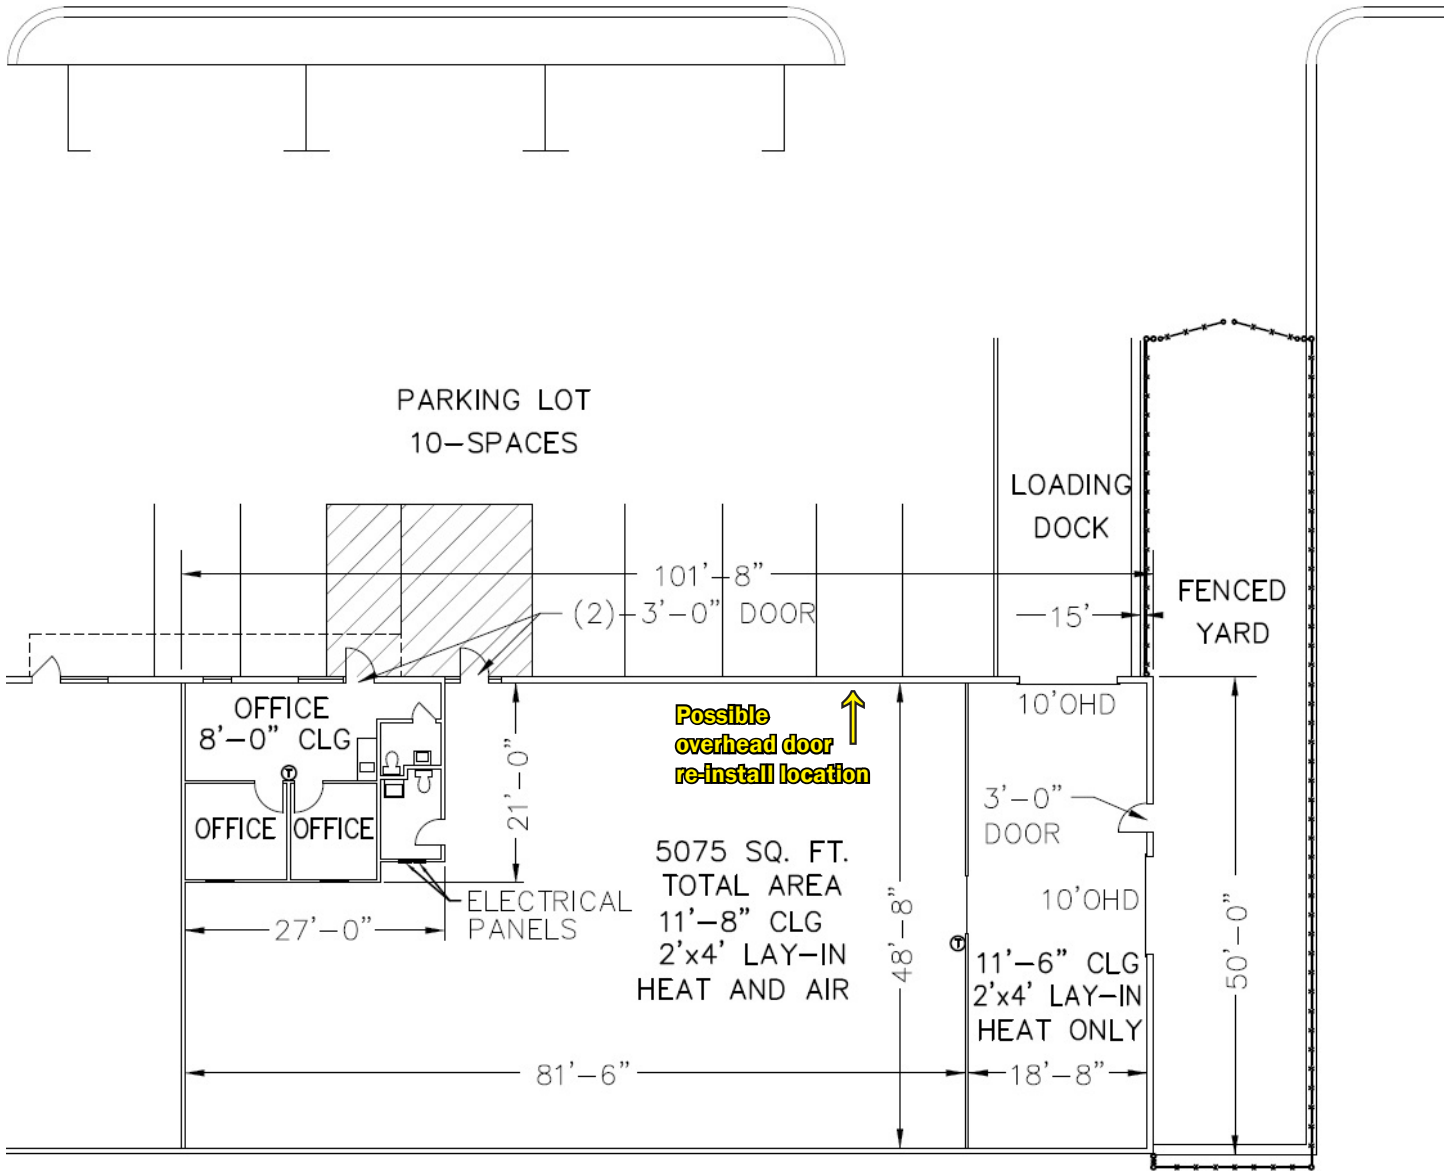 PARKING LOT
10-SPACES
LOADING
DOCK
101'-8"
(2)-3'-0" DOOR
15'
FENCED
YARD
OFFICE
8'-0" CLG
T
OFFICE
OFFICE
21'-0"
ELECTRICAL
PANELS
27'-0"
Possible
overhead door
re-install location
5075 SQ. FT.
TOTAL AREA
11'-8" CLG
2'x4' LAY-IN
HEAT AND AIR
48'-8"
10'OHD
3'-0"
DOOR
10'OHD
T
11'-6" CLG
2'x4' LAY-IN
HEAT ONLY
50'-0"
81'-6"
18'-8"